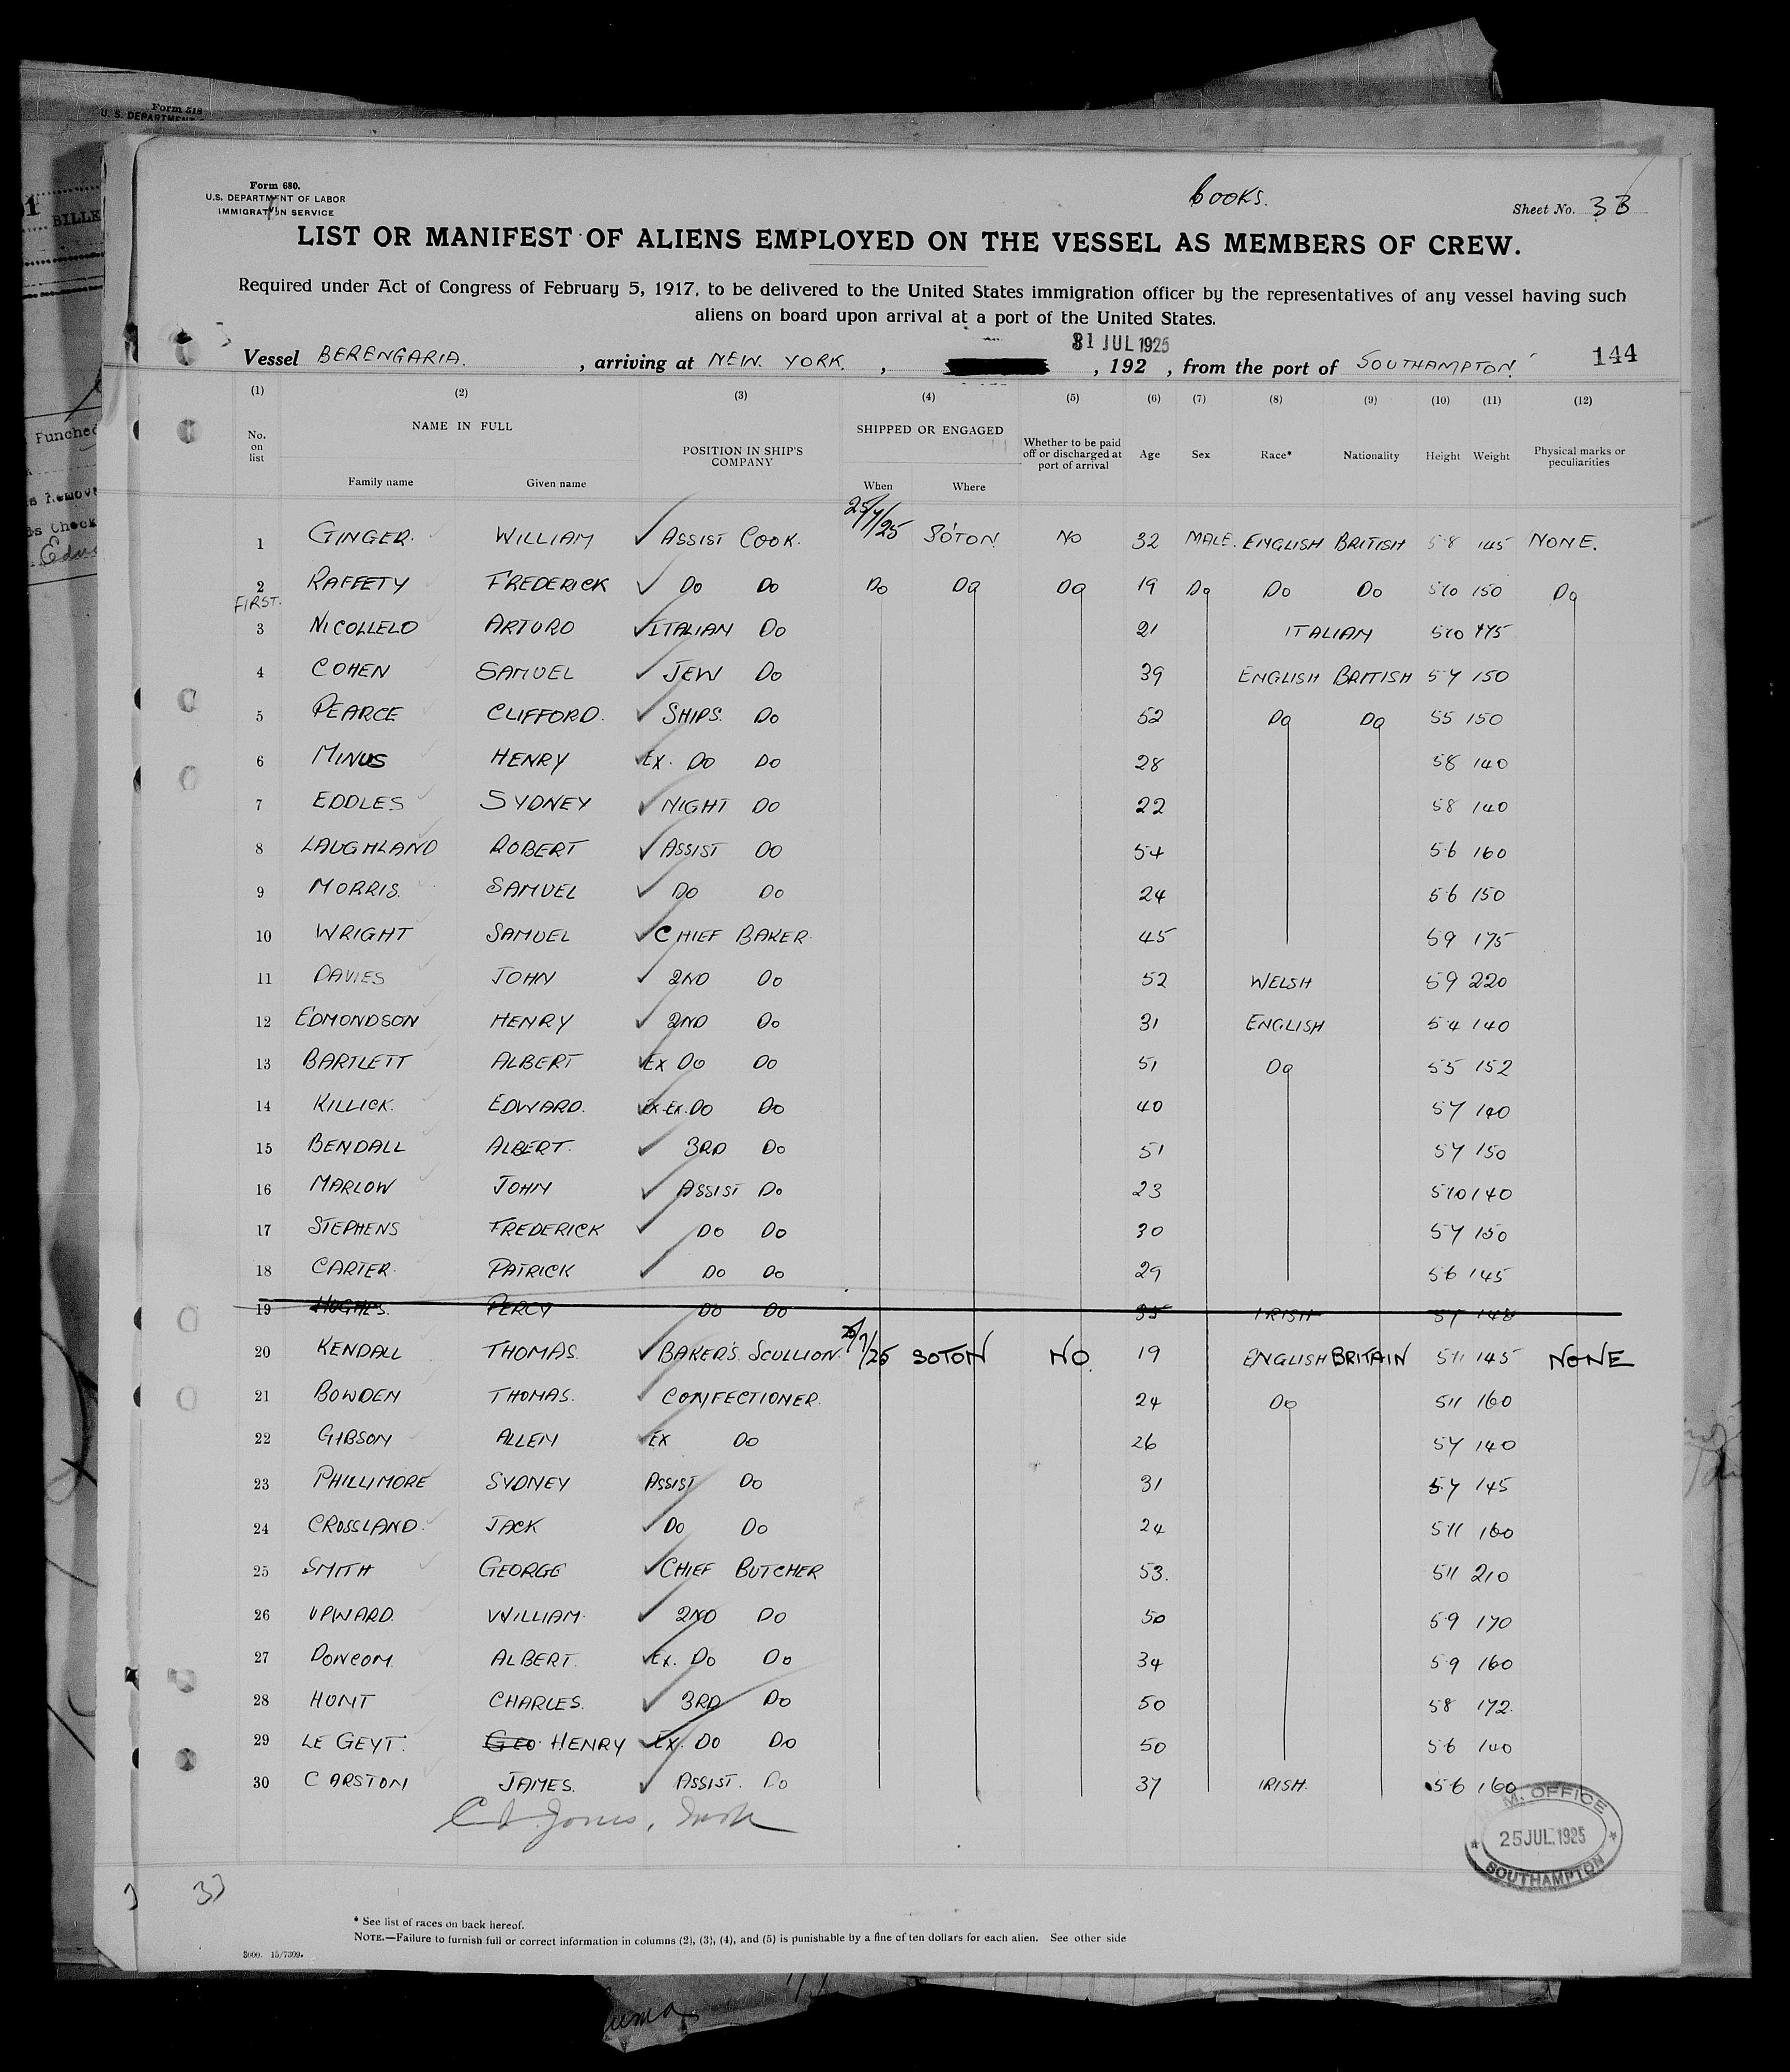 Form 518
U. S. DEPARTMENT
BILLE
Punched
Form 680.
U.S. DEPARTMENT OF LABOR
IMMIGRATION SERVICE
COOKS.
Sheet No. 33
LIST OR MANIFEST OF ALIENS EMPLOYED ON THE VESSEL AS MEMBERS OF CREW.
Required under Act of Congress of February 5, 1917, to be delivered to the United States immigration officer by the representatives of any vessel having such
aliens on board upon arrival at a port of the United States.
31 JUL 1925
Vessel BERENGARIA. , arriving at NEW YORK. , , 192 , from the port of SOUTHAMPTON. 144
(1) (2) (3) (4) (5) (6) (7) (8) (9) (10) (11) (12)
No. on list NAME IN FULL Family name Given name POSITION IN SHIP'S COMPANY SHIPPED OR ENGAGED When Where Whether to be paid off or discharged at port of arrival Age Sex Race* Nationality Height Weight Physical marks or peculiarities
1 GINGER. WILLIAM ASSIST COOK. 25/7/25 SO'TON NO 32 MALE. ENGLISH BRITISH 5 8 145 NONE.
2 RAFFETY FREDERICK DO DO DO DO DO 19 DO DO DO 5 10 150 DO
FIRST.
3 NICOLLELO ARTURO ITALIAN DO 21 ITALIAN 5 10 175
4 COHEN SAMUEL JEW DO 39 ENGLISH BRITISH 5 7 150
5 PEARCE CLIFFORD. SHIPS. DO 52 DO DO 5 5 150
6 MINUS HENRY EX. DO DO 28 5 8 140
7 EDDLES SYDNEY NIGHT DO 22 5 8 140
8 LAUGHLAND ROBERT ASSIST DO 54 5 6 160
9 MORRIS. SAMUEL DO DO 24 5 6 150
10 WRIGHT SAMUEL CHIEF BAKER 45 5 9 175
11 DAVIES JOHN 2ND DO 52 WELSH 5 9 220
12 EDMONDSON HENRY 2ND DO 31 ENGLISH 5 4 140
13 BARTLETT ALBERT EX DO DO 51 DO 5 5 152
14 KILLICK. EDWARD. EX. EX. DO DO 40 5 7 140
15 BENDALL ALBERT. 3RD DO 51 5 7 150
16 MARLOW JOHN ASSIST DO 23 5 10 140
17 STEPHENS FREDERICK DO DO 30 5 7 150
18 CARTER PATRICK DO DO 29 5 6 145
19 HUGHES. PERCY DO DO 35 IRISH 5 7 140
20 KENDALL THOMAS. BAKER'S SCULLION 25/7/25 SOTON NO. 19 ENGLISH BRITAIN 5 11 145 NONE
21 BOWDEN THOMAS. CONFECTIONER. 24 DO 5 11 160
22 GIBSON ALLEN EX DO 26 5 7 140
23 PHILLIMORE SYDNEY ASSIST DO 31 5 7 145
24 CROSSLAND. JACK DO DO 24 5 11 160
25 SMITH GEORGE CHIEF BUTCHER 53. 5 11 210
26 UPWARD. WILLIAM. 2ND DO 50 5 9 170
27 DOWCOM. ALBERT. EX. DO DO 34 5 9 160
28 HUNT CHARLES. 3RD DO 50 5 8 172.
29 LE GEYT. GEO HENRY EX. DO DO 50 5 6 140
30 CARSTON JAMES. ASSIST. DO 37 IRISH. 5 6 160
M. OFFICE
25 JUL. 1925
SOUTHAMPTON
33
* See list of races on back hereof.
NOTE.—Failure to furnish full or correct information in columns (2), (3), (4), and (5) is punishable by a fine of ten dollars for each alien. See other side
3000. 15/7309.